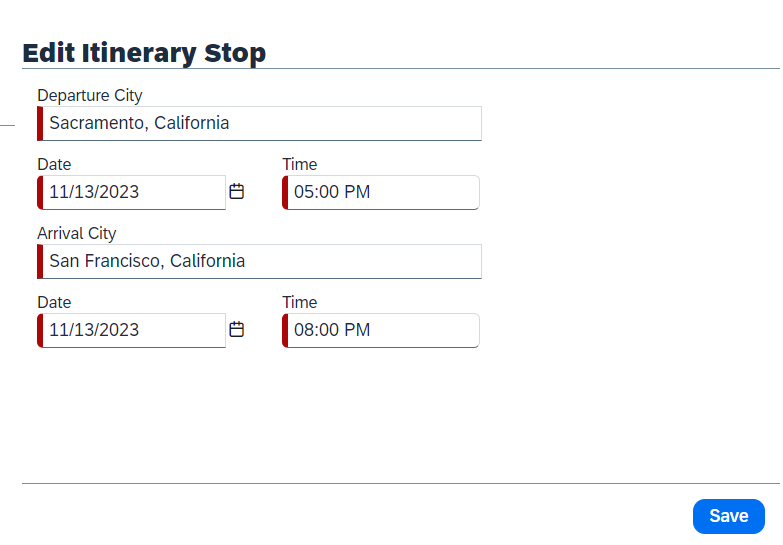 Edit Itinerary Stop
Departure City
Sacramento, California
Date Time
11/13/2023 05:00 PM
Arrival City
San Francisco, California
Date Time
11/13/2023 08:00 PM
Save